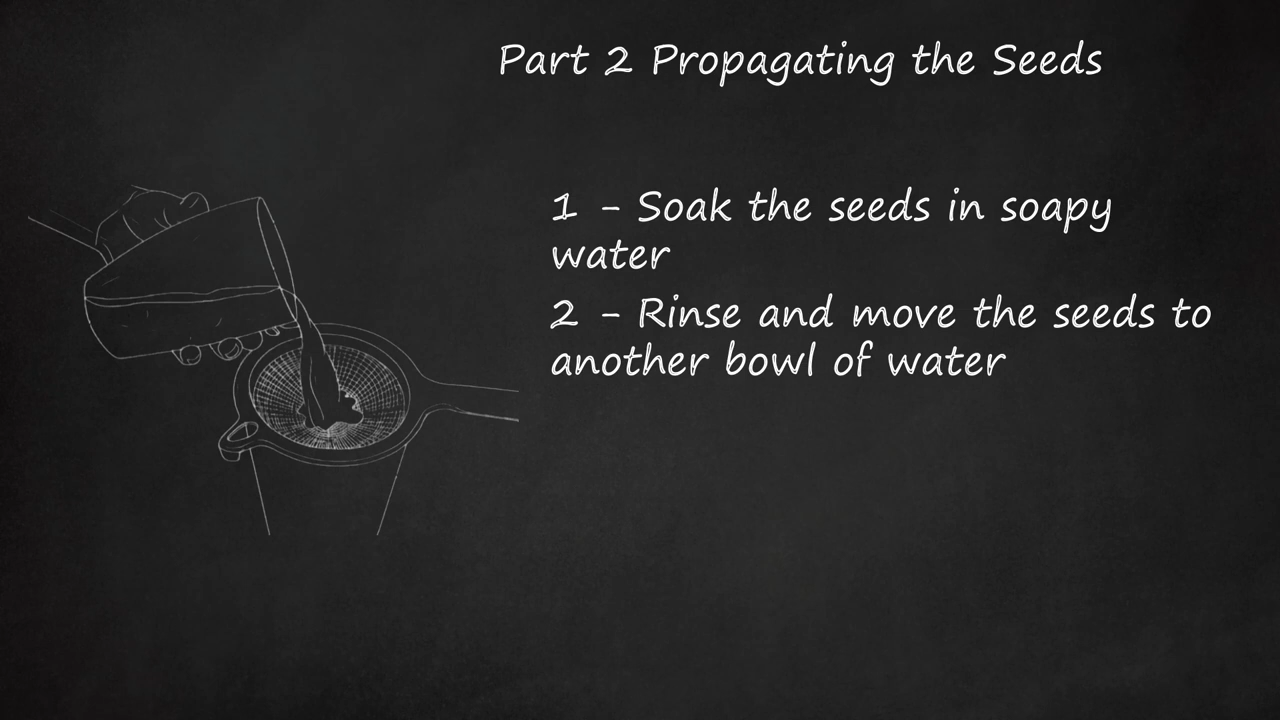 Part 2 Propagating the Seeds
1 - Soak the seeds in soapy
water
2 - Rinse and move the seeds to
another bowl of water